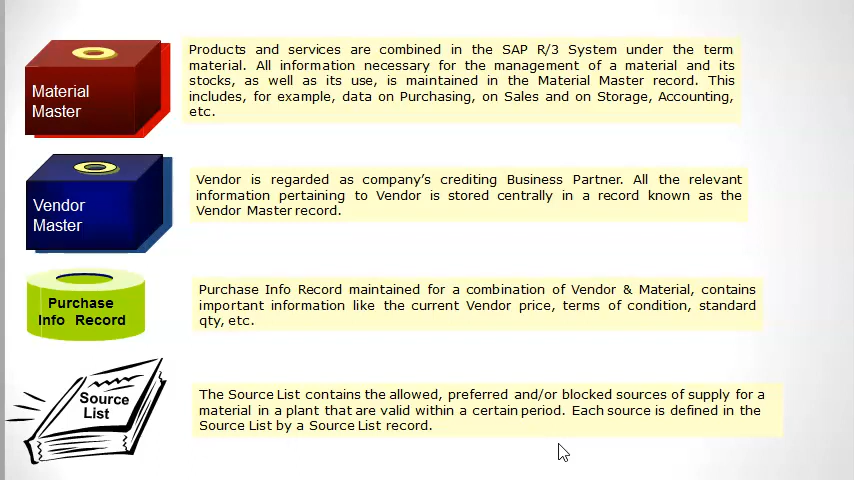 Material
Master
Products and services are combined in the SAP R/3 System under the term
material. All information necessary for the management of a material and its
stocks, as well as its use, is maintained in the Material Master record. This
includes, for example, data on Purchasing, on Sales and on Storage, Accounting,
etc.
Vendor
Master
Vendor is regarded as company's crediting Business Partner. All the relevant
information pertaining to Vendor is stored centrally in a record known as the
Vendor Master record.
Purchase
Info Record
Purchase Info Record maintained for a combination of Vendor & Material, contains
important information like the current Vendor price, terms of condition, standard
qty, etc.
Source
List
The Source List contains the allowed, preferred and/or blocked sources of supply for a
material in a plant that are valid within a certain period. Each source is defined in the
Source List by a Source List record.